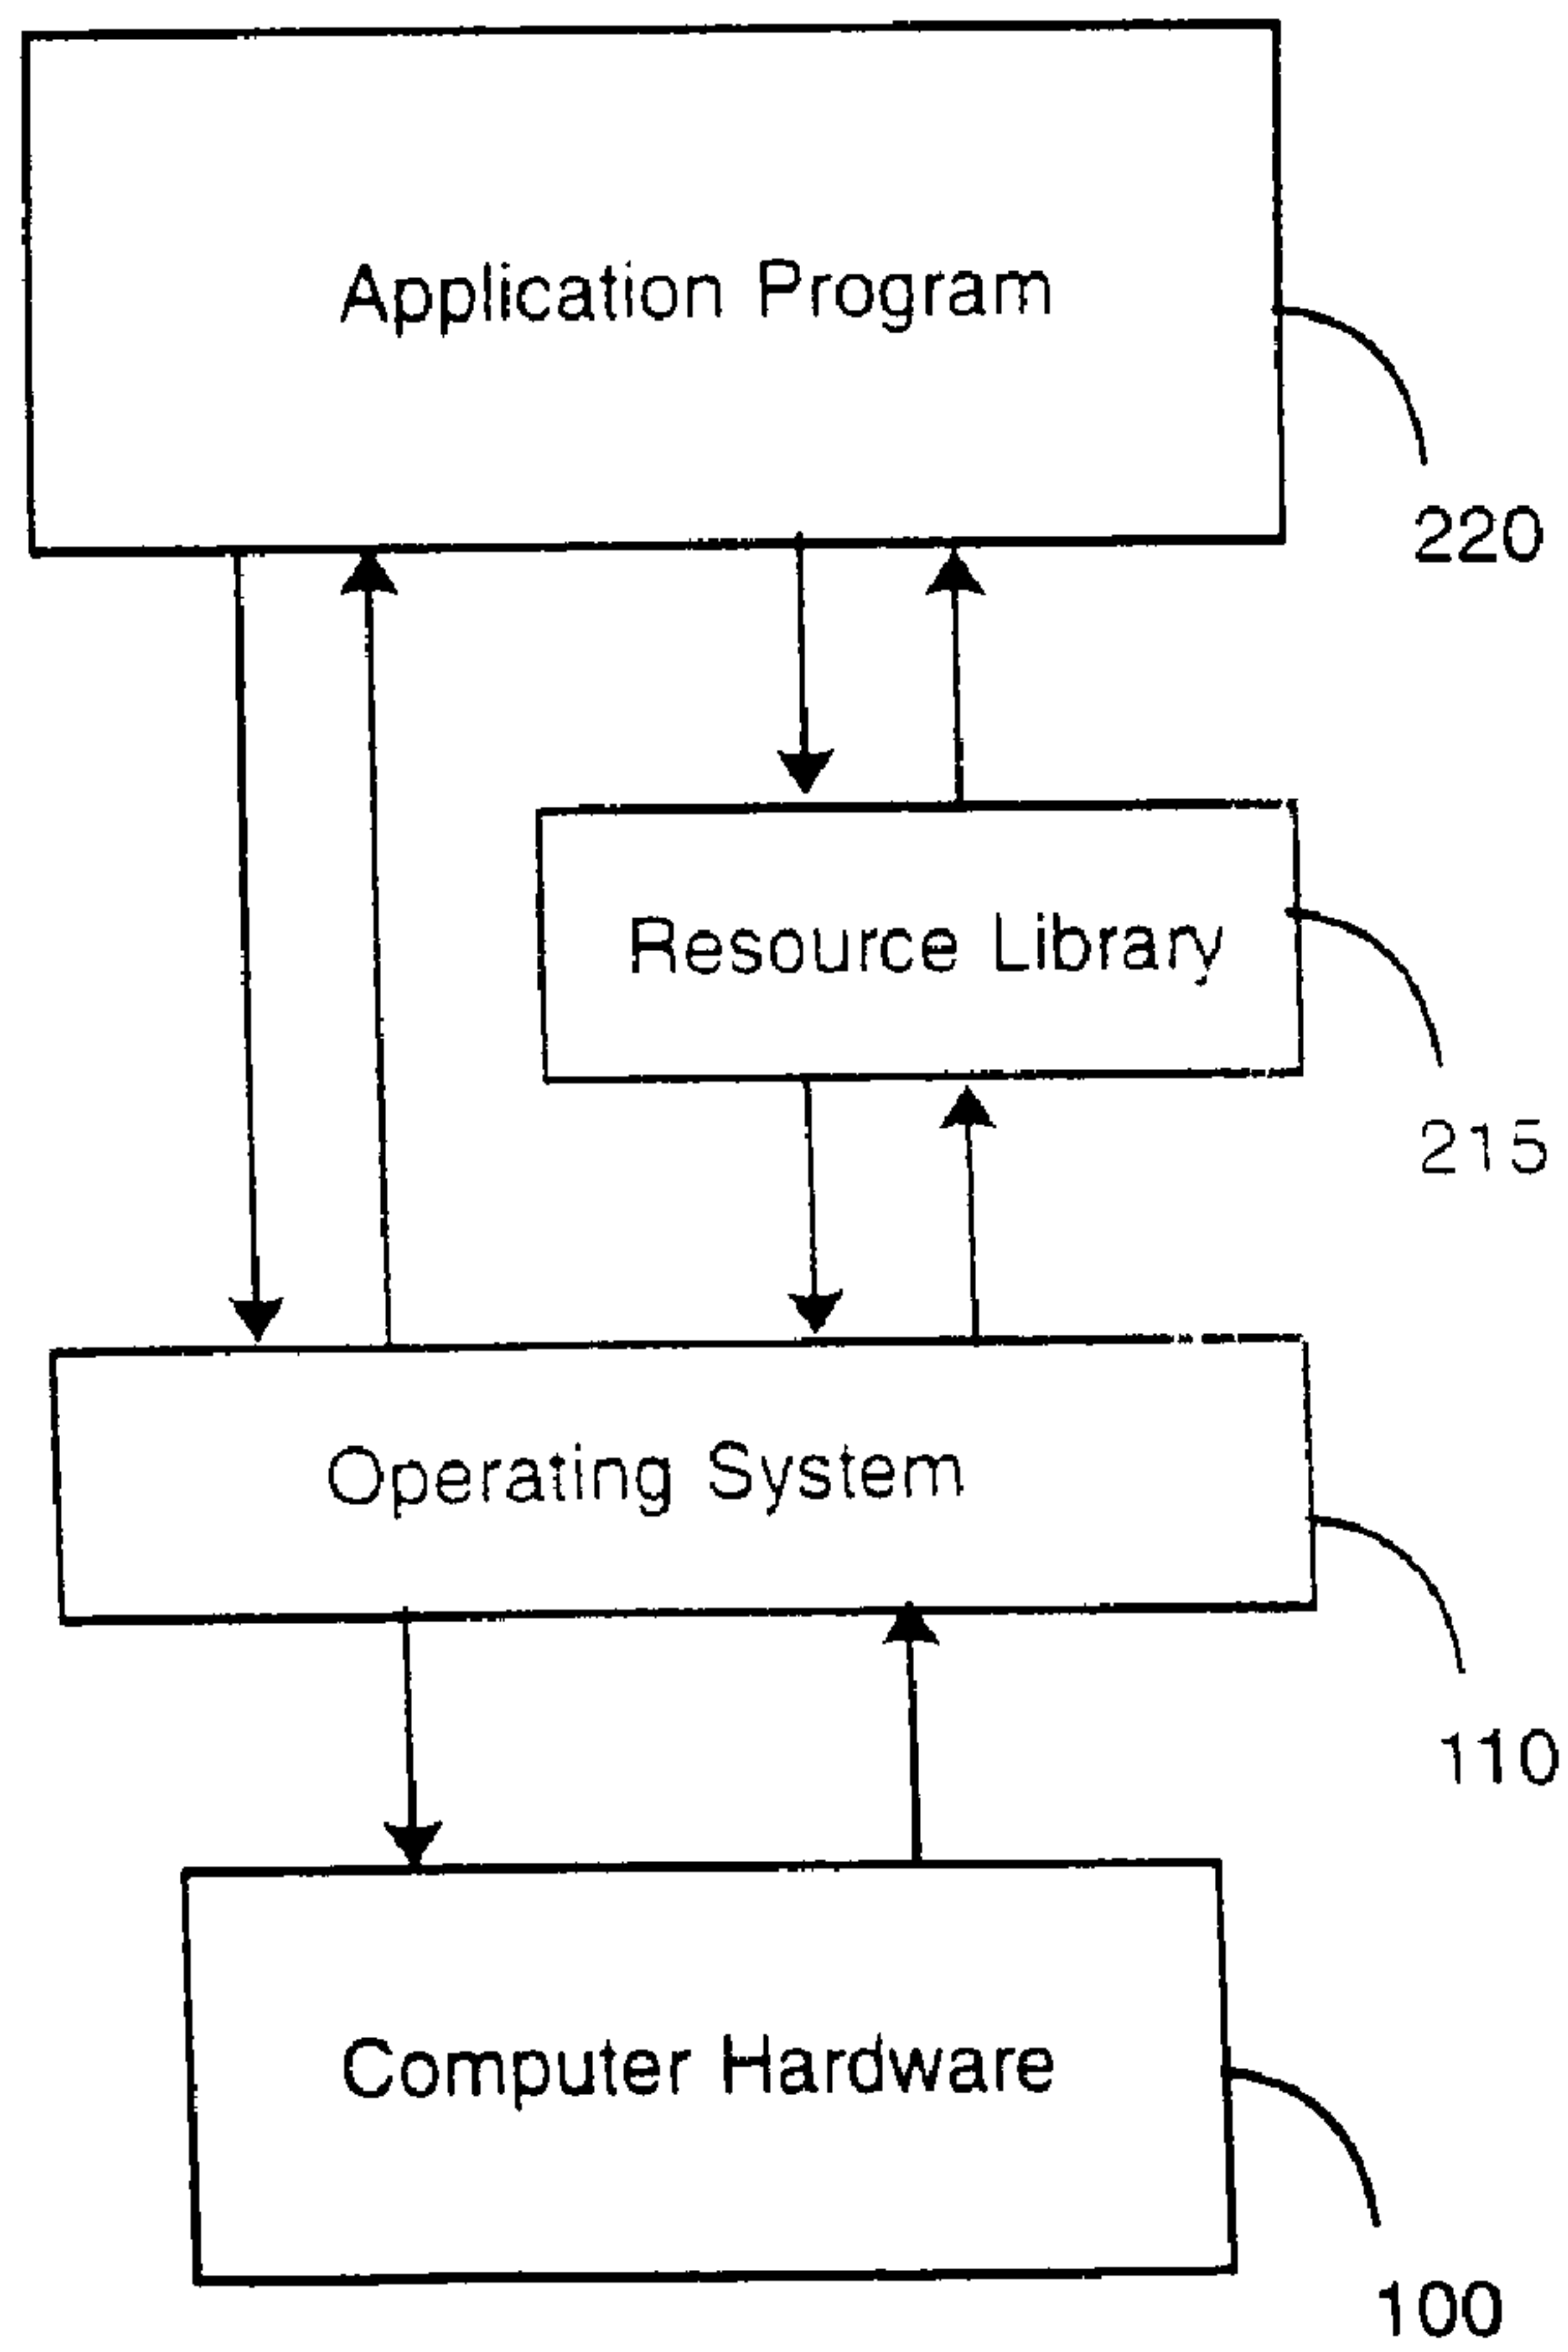 Application Program
220
Resource Library
215
Operating System
110
Computer Hardware
100